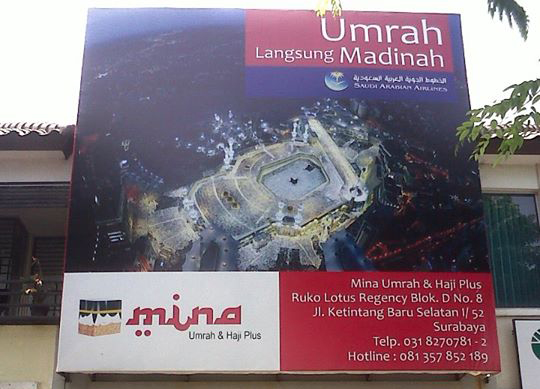 Umrah
Langsung Madinah
الخطوط الجوية العربية السعودية
SAUDI ARABIAN AIRLINES
mina
Umrah & Haji Plus
Mina Umrah & Haji Plus
Ruko Lotus Regency Blok. D No. 8
Jl. Ketintang Baru Selatan I/ 52
Surabaya
Telp. 031 8270781 - 2
Hotline : 081 357 852 189